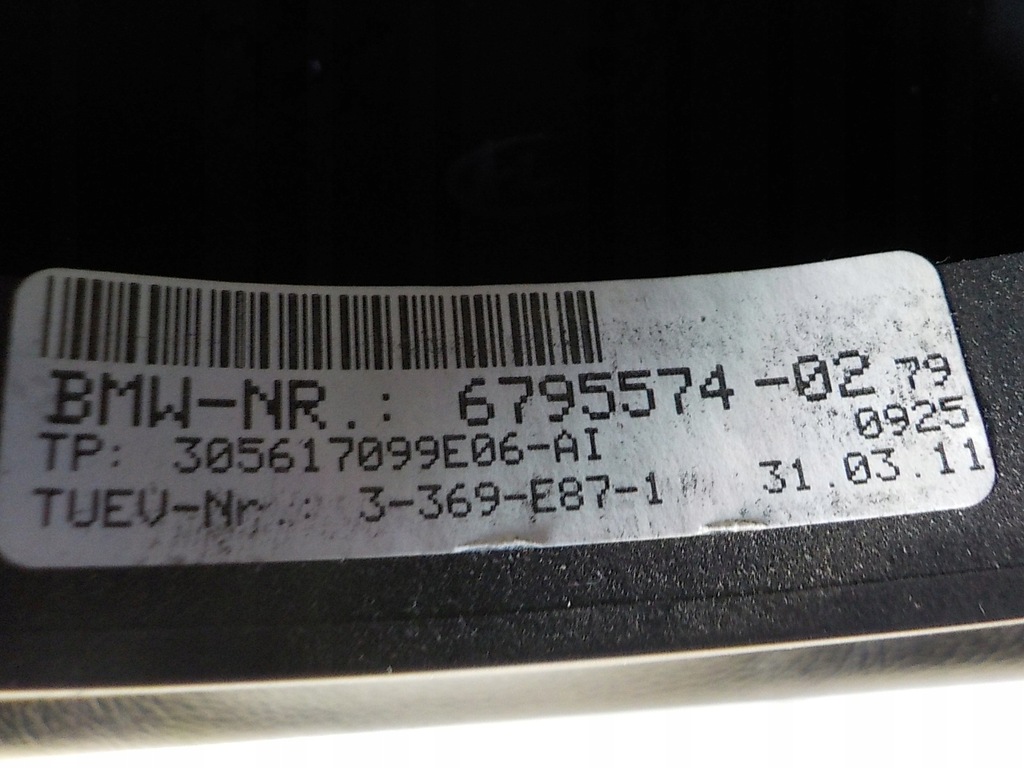 BMW-NR.: 6795574-02 79
0925
TP: 305617099E06-AI
TUEV-Nr.: 3-369-E87-1 31.03.11